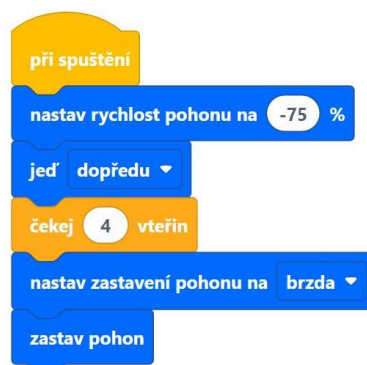 při spuštění
nastav rychlost pohonu na -75 %
jeď dopředu
čekej 4 vteřin
nastav zastavení pohonu na brzda
zastav pohon